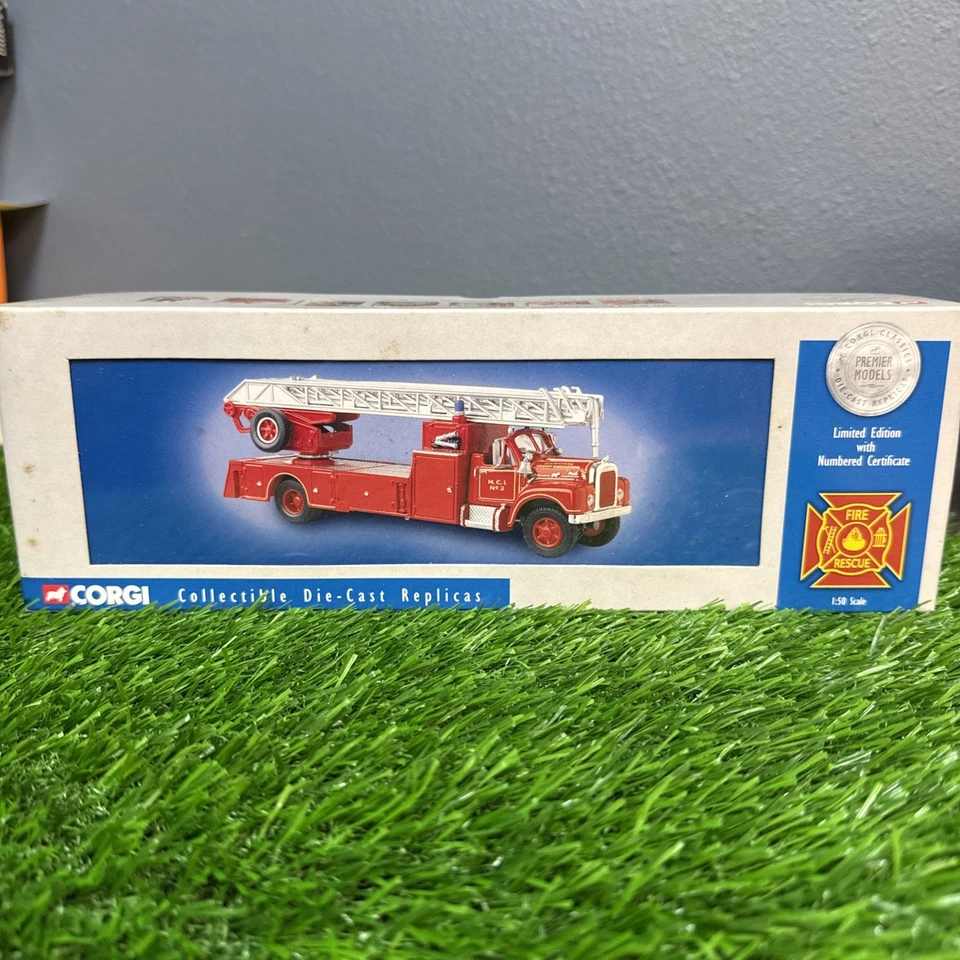 CORGI CLASSICS
PREMIER
MODELS
DIE-CAST REPLICAS
Limited Edition
with
Numbered Certificate
FIRE
RESCUE
1:50 Scale
M.C.I.
Nº 2
CORGI Collectible Die-Cast Replicas